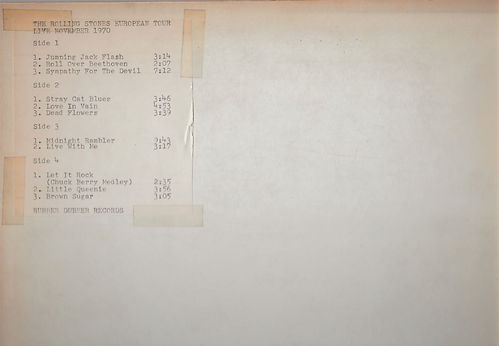 THE ROLLING STONES EUROPEAN TOUR
LIVE NOVEMBER 1970
Side 1
1. Jumping Jack Flash 3:14
2. Roll Over Beethoven 2:07
3. Sympathy For The Devil 7:12
Side 2
1. Stray Cat Blues 3:46
2. Love In Vain 4:53
3. Dead Flowers 3:39
Side 3
1. Midnight Rambler 9:43
2. Live With Me 3:17
Side 4
1. Let It Rock
(Chuck Berry Medley) 2:35
2. Little Queenie 3:56
3. Brown Sugar 3:05
RUBBER DUBBER RECORDS